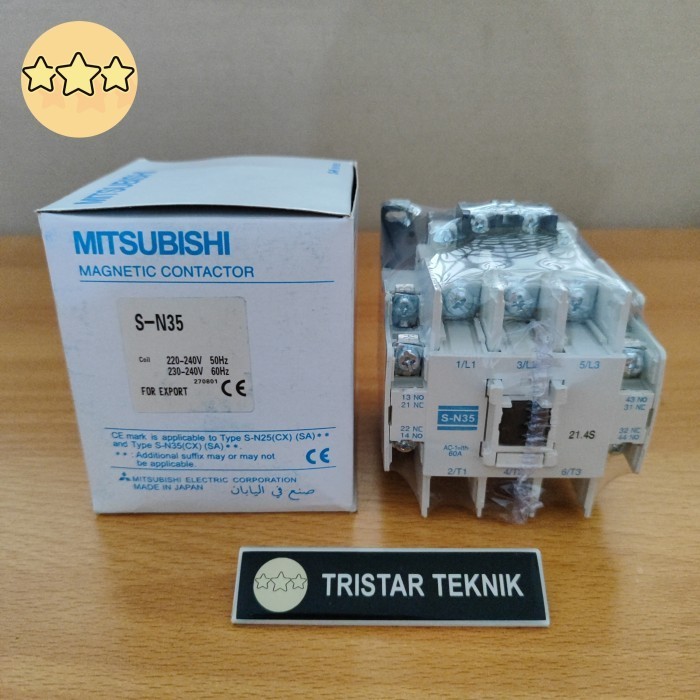 MITSUBISHI
MAGNETIC CONTACTOR
S-N35
Coil 220-240V 50Hz
230-240V 60Hz
270801
FOR EXPORT CE
CE mark is applicable to Type S-N25(CX) (SA)**
and Type S-N35(CX) (SA)**.
**: Additional suffix may or may not
be applicable.
CE
MITSUBISHI ELECTRIC CORPORATION
MADE IN JAPAN صنع في اليابان
1/L1 3/L2 5/L3
13 NO
21 NC
43 NO
31 NC
S-N35
21.4S
22 NC
14 NO
32 NC
44 NO
60A
2/T1 4/T2 6/T3
TRISTAR TEKNIK